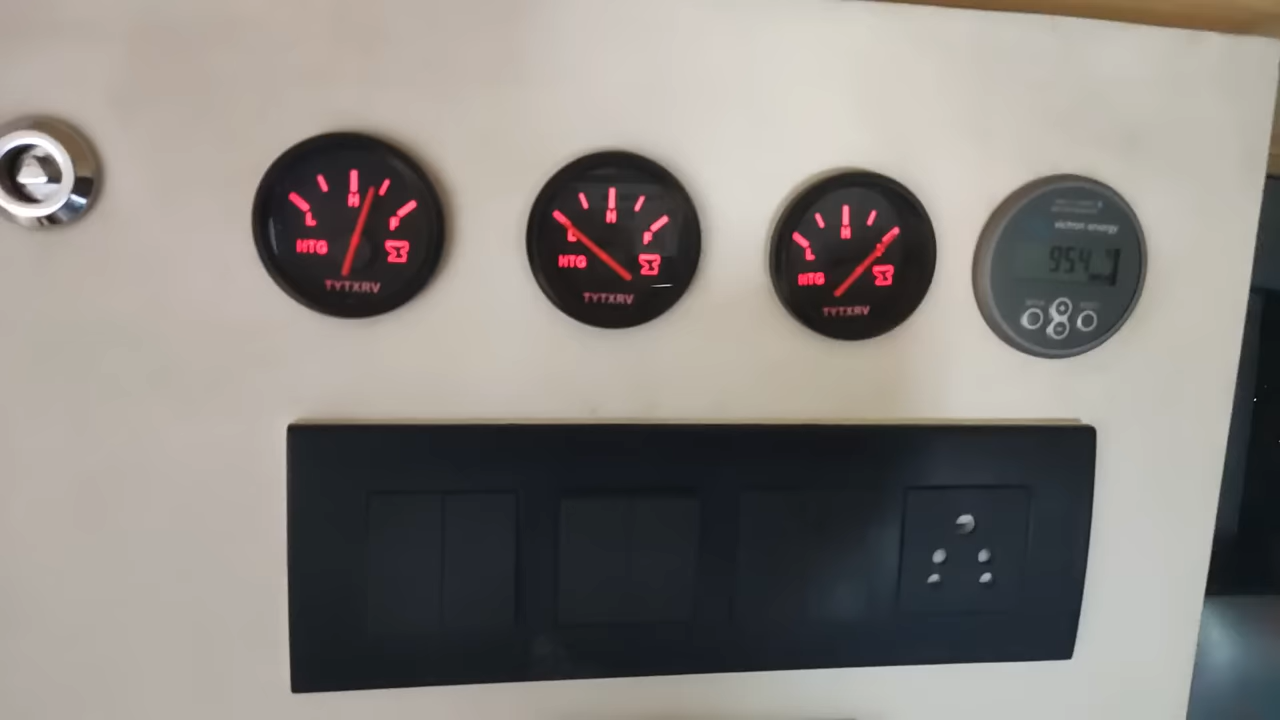 L H F
HTG
TYTXRV
L H F
HTG
TYTXRV
L H
HTG
TYTXRV
victron energy
954